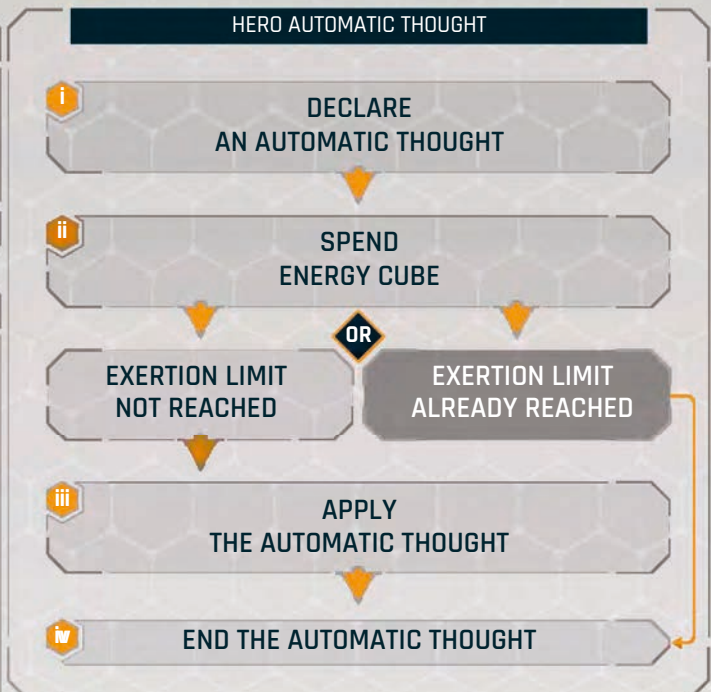 HERO AUTOMATIC THOUGHT
i
DECLARE
AN AUTOMATIC THOUGHT
ii
SPEND
ENERGY CUBE
OR
EXERTION LIMIT
NOT REACHED
EXERTION LIMIT
ALREADY REACHED
iii
APPLY
THE AUTOMATIC THOUGHT
iv
END THE AUTOMATIC THOUGHT